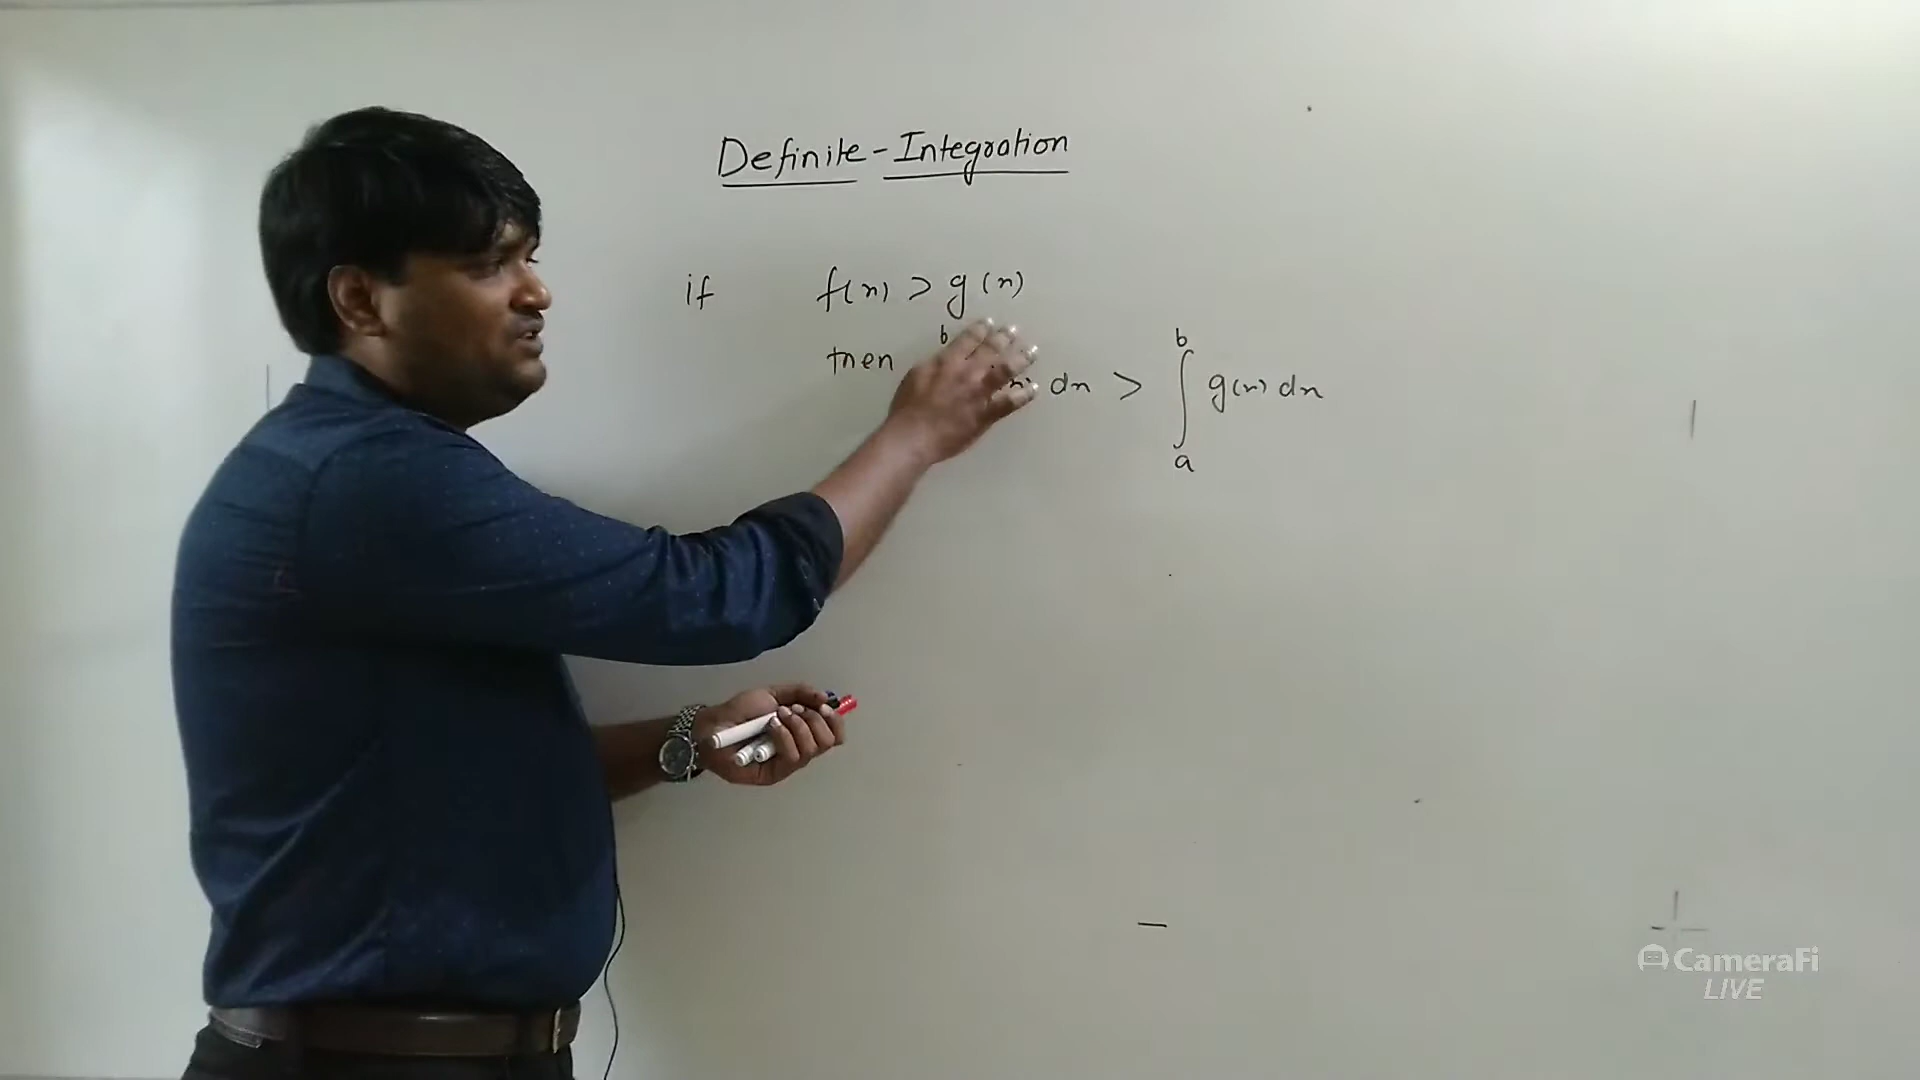 Definite-Integration
if f(x) > g(x)
then b (x) dx > ∫ b a g(x) dx
CameraFi
LIVE